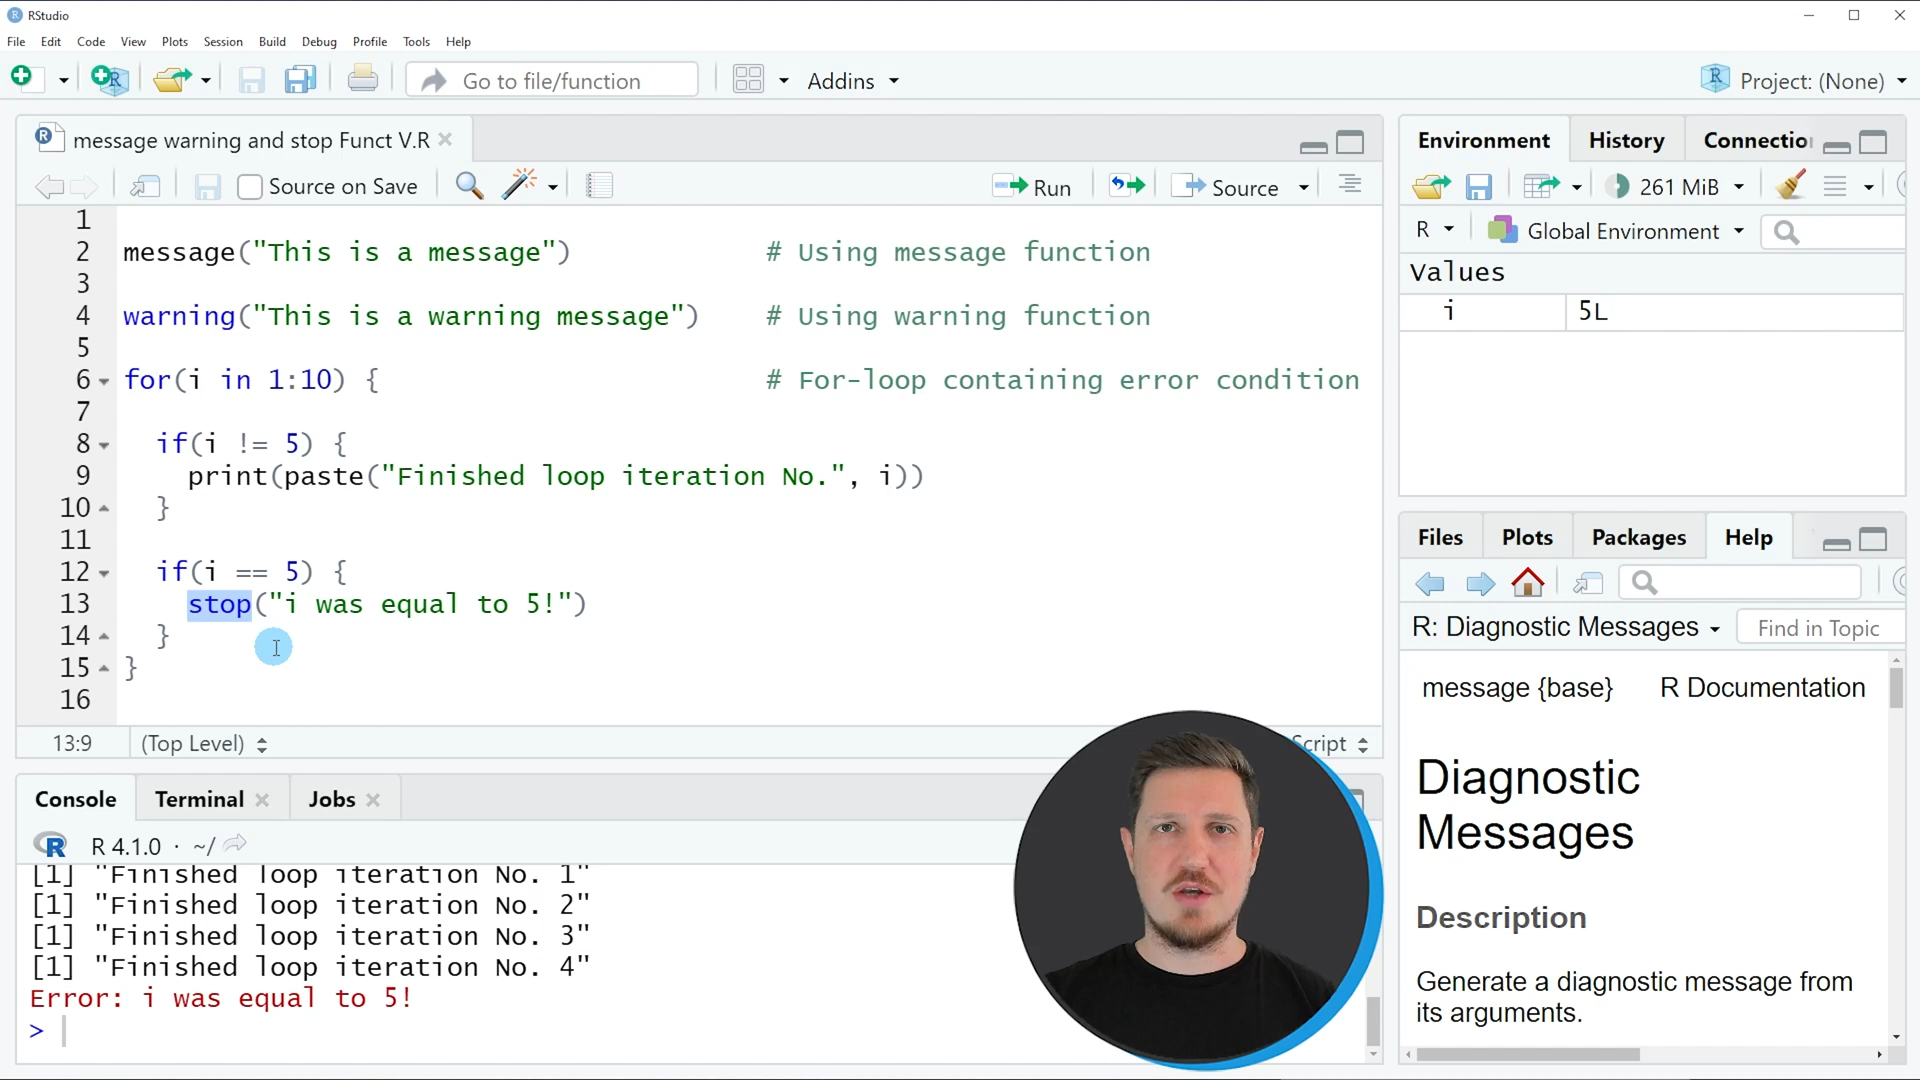 RStudio
File Edit Code View Plots Session Build Debug Profile Tools Help
Go to file/function Addins Project: (None)
message warning and stop Funct V.R
Source on Save Run Source
1
2 message("This is a message") # Using message function
3
4 warning("This is a warning message") # Using warning function
5
6 for(i in 1:10) { # For-loop containing error condition
7
8 if(i != 5) {
9 print(paste("Finished loop iteration No.", i))
10 }
11
12 if(i == 5) {
13 stop("i was equal to 5!")
14 }
15 }
16
13:9 (Top Level) Script
Console Terminal Jobs
R 4.1.0 · ~/
[1] "Finished loop iteration No. 1"
[1] "Finished loop iteration No. 2"
[1] "Finished loop iteration No. 3"
[1] "Finished loop iteration No. 4"
Error: i was equal to 5!
>
Environment History Connectio
261 MiB
R Global Environment
Values
i 5L
Files Plots Packages Help
R: Diagnostic Messages Find in Topic
message {base} R Documentation
Diagnostic
Messages
Description
Generate a diagnostic message from
its arguments.